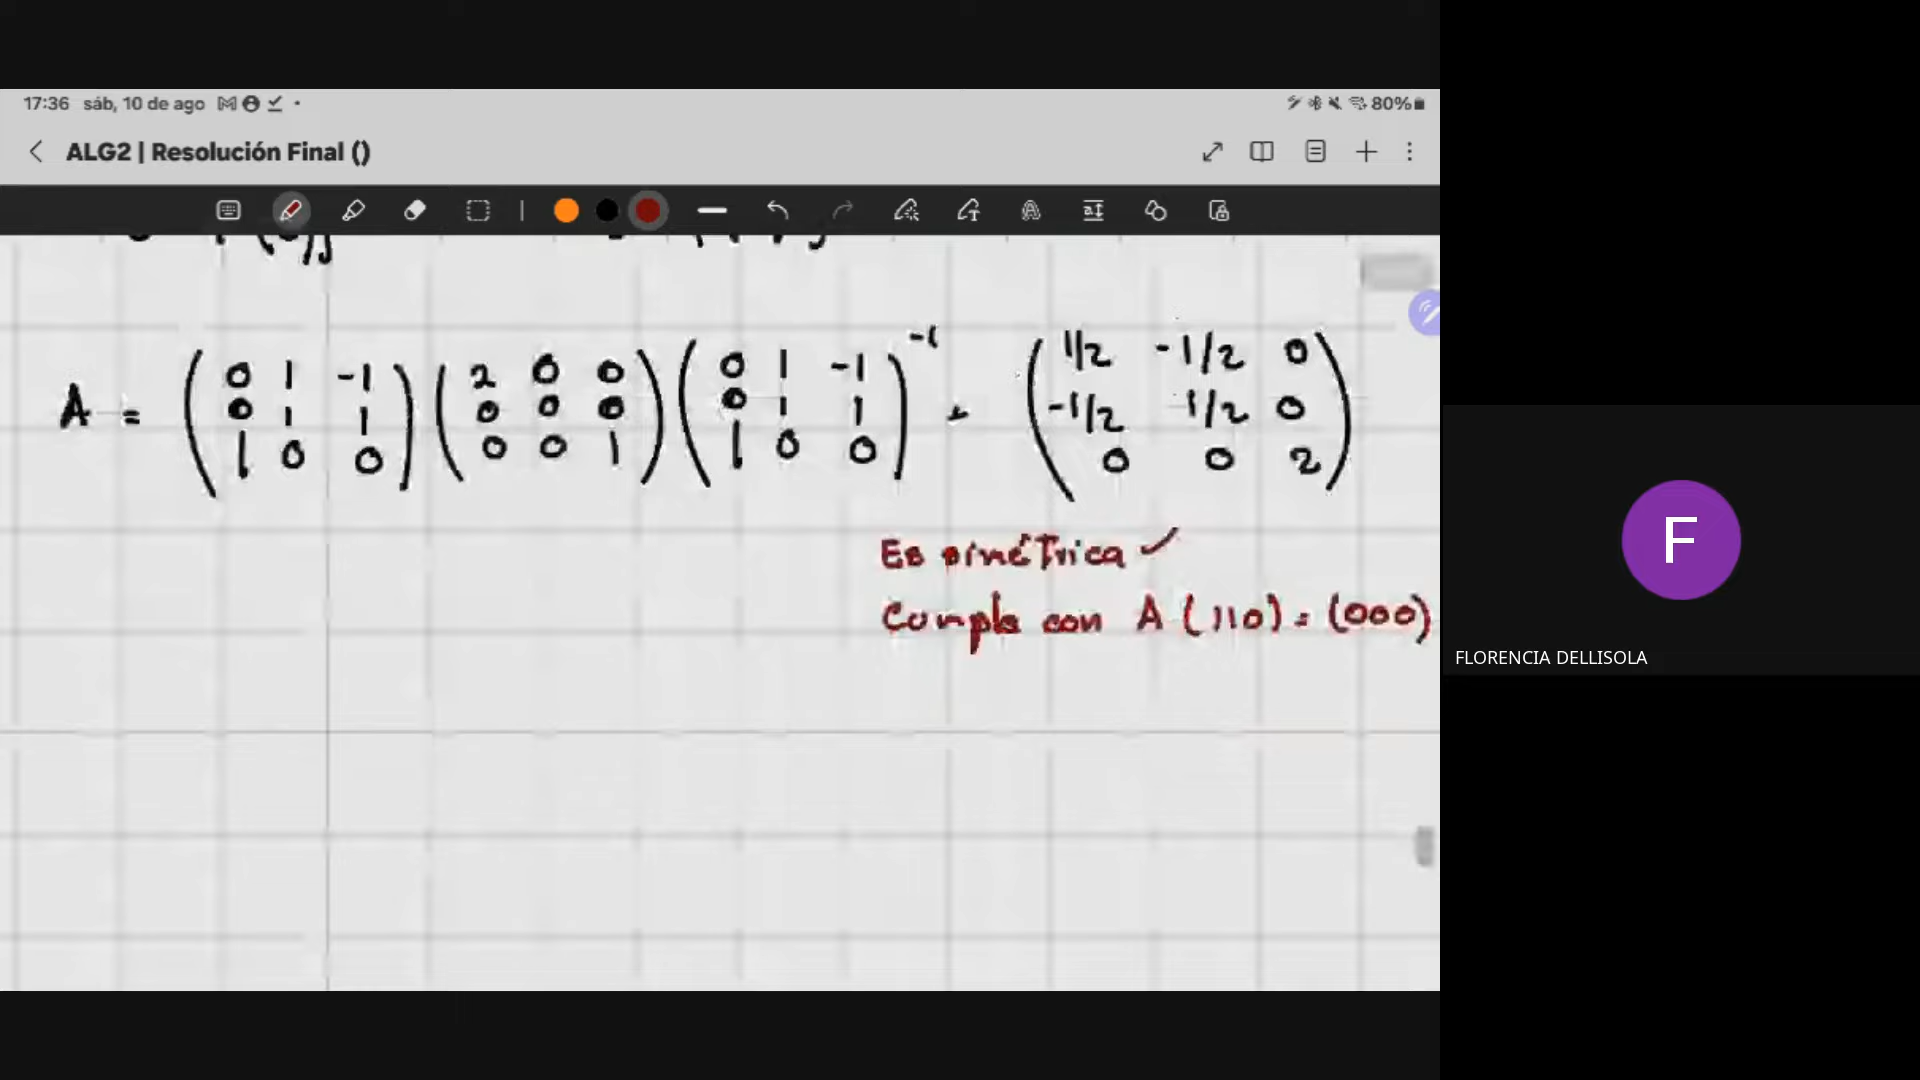 17:36 sáb, 10 de ago
80%
ALG2 | Resolución Final ()
A = ( 0 1 -1 ) ( 2 0 0 ) ( 0 1 -1 )^-1 = ( 1/2 -1/2 0 )
( 0 1 1 ) ( 0 0 0 ) ( 0 1 1 ) ( -1/2 1/2 0 )
( 1 0 0 ) ( 0 0 1 ) ( 1 0 0 ) ( 0 0 2 )
Es simétrica ✓
Cumple con A (110) = (000)
F
FLORENCIA DELLISOLA